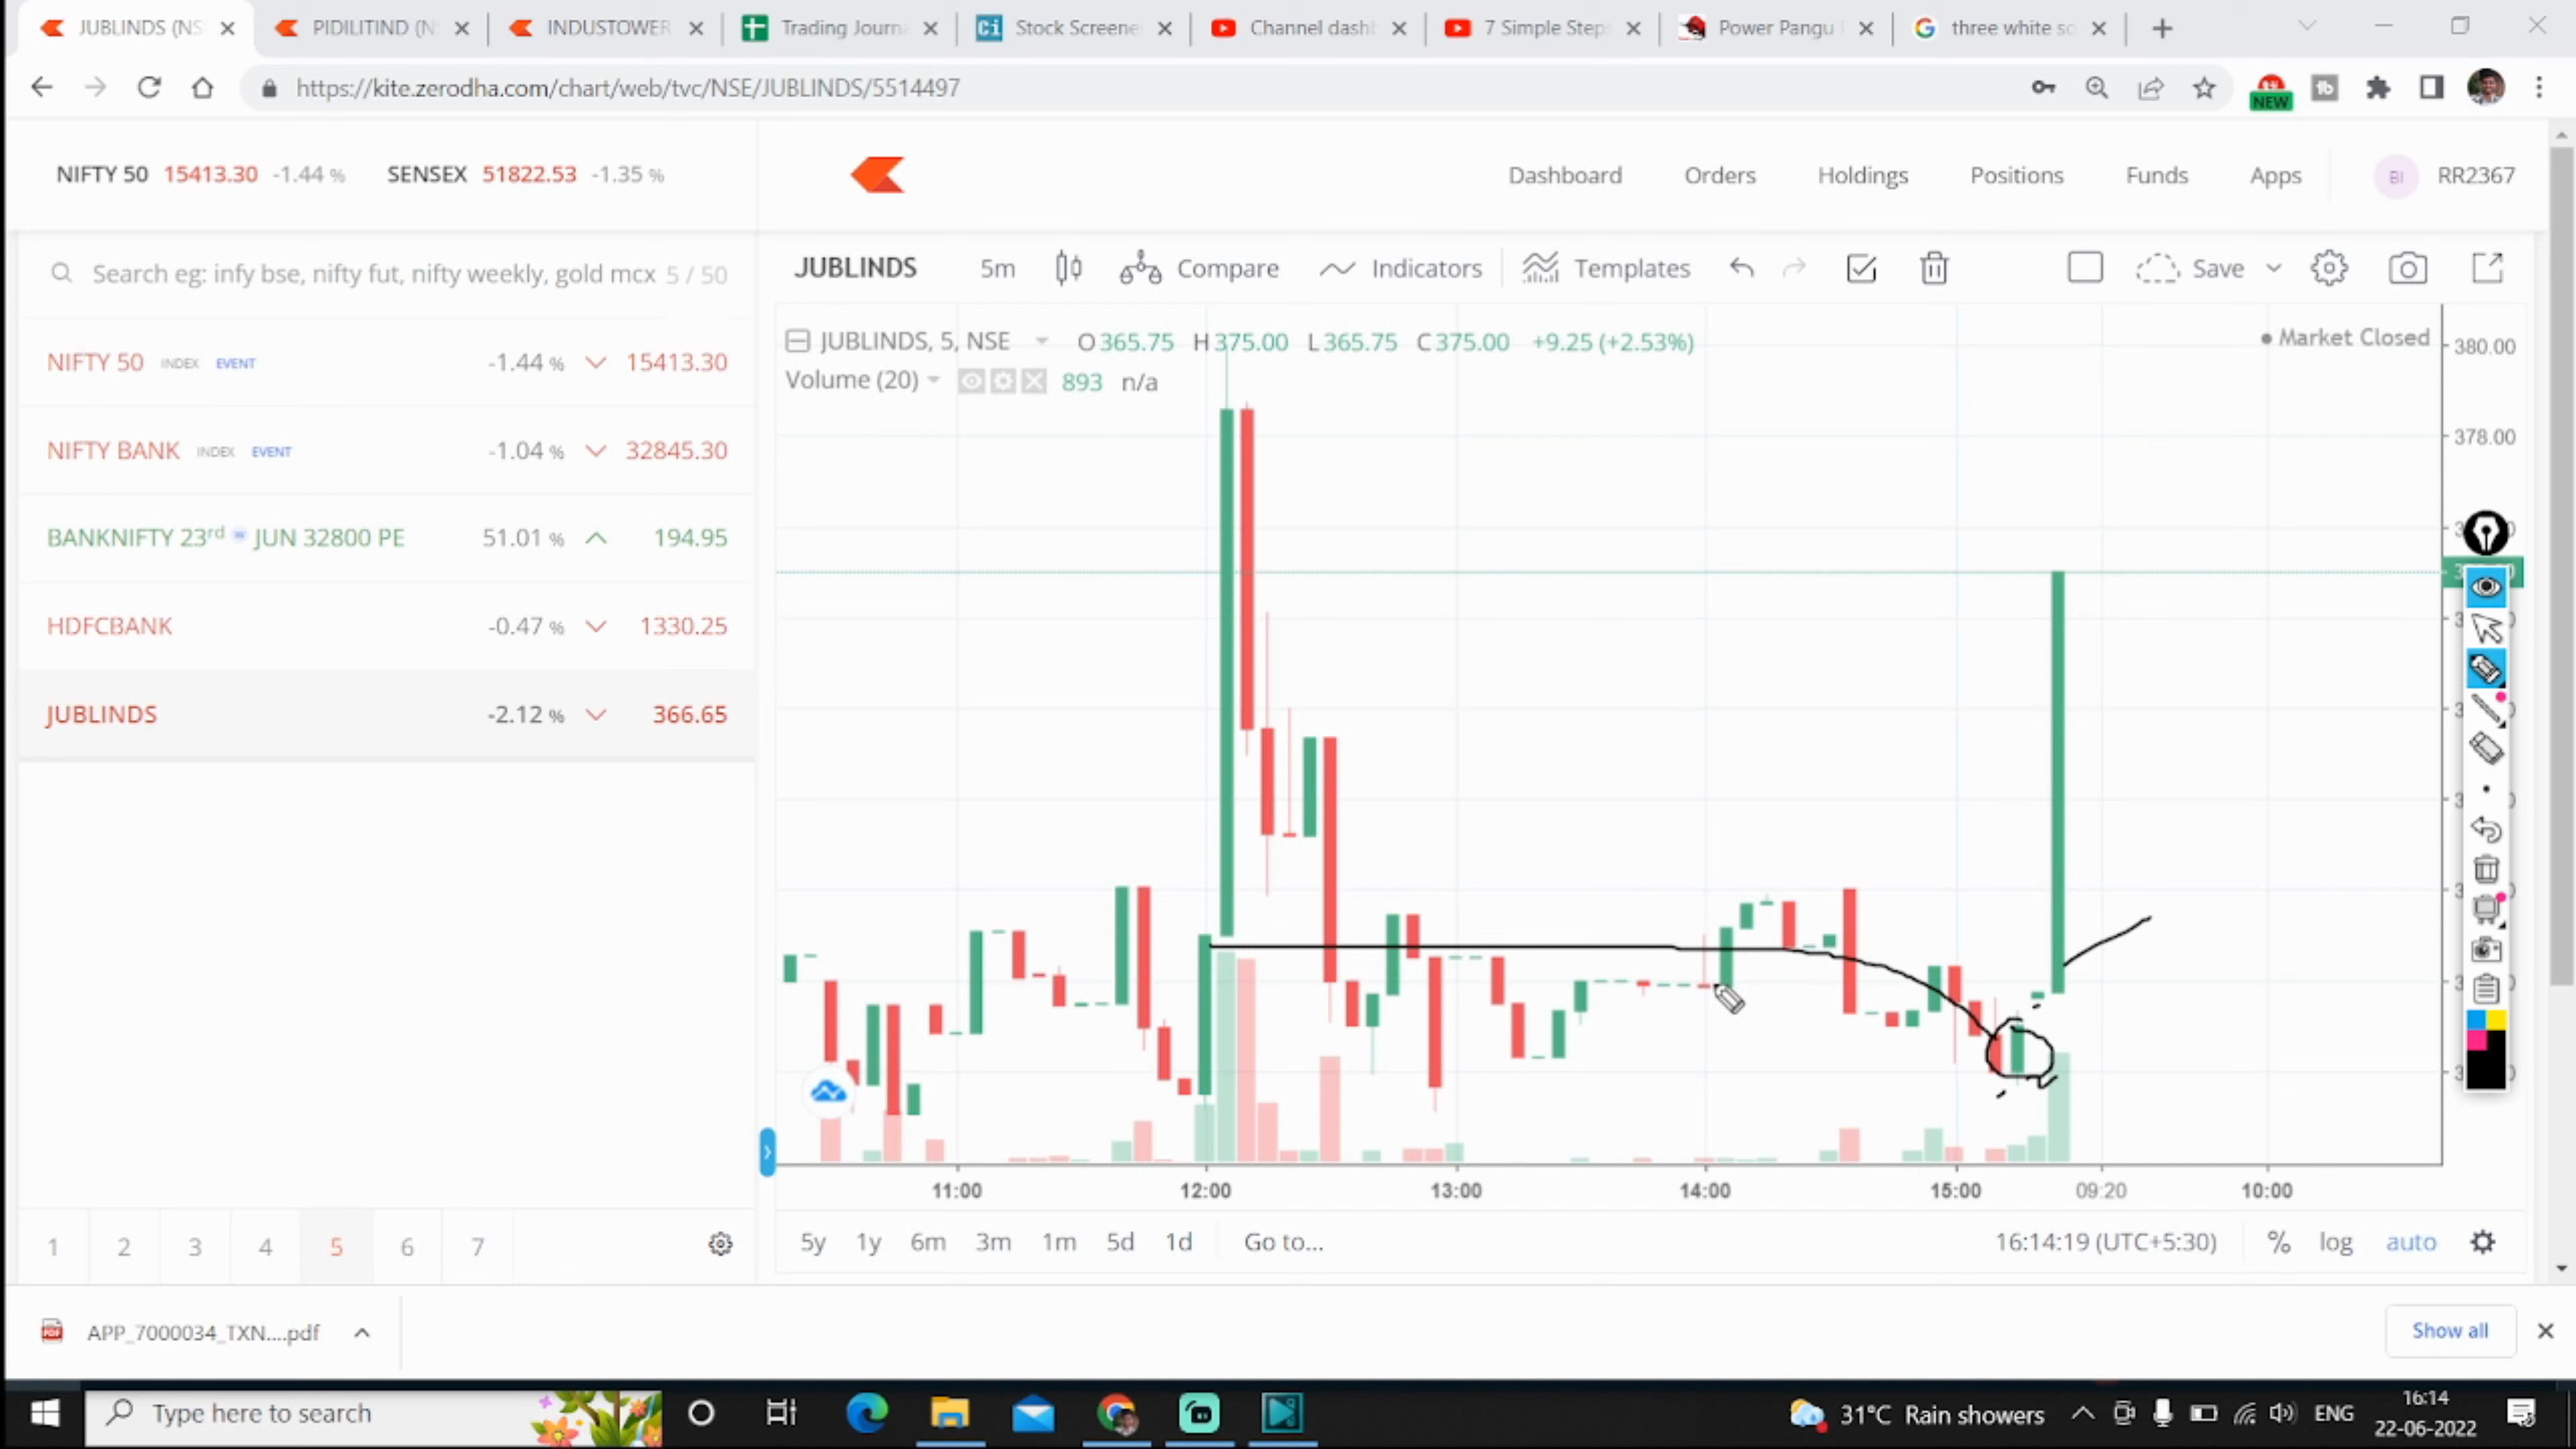 JUBLINDS (NS
PIDILITIND (N
INDUSTOWER
Trading Journa
Stock Screene
Channel dash
7 Simple Steps
Power Pangu
three white so
https://kite.zerodha.com/chart/web/tvc/NSE/JUBLINDS/5514497
NEW
NIFTY 50 15413.30 -1.44 % SENSEX 51822.53 -1.35 %
Dashboard Orders Holdings Positions Funds Apps BI RR2367
Search eg: infy bse, nifty fut, nifty weekly, gold mcx 5 / 50
NIFTY 50 INDEX EVENT -1.44 % 15413.30
NIFTY BANK INDEX EVENT -1.04 % 32845.30
BANKNIFTY 23rd JUN 32800 PE 51.01 % 194.95
HDFCBANK -0.47 % 1330.25
JUBLINDS -2.12 % 366.65
1 2 3 4 5 6 7
JUBLINDS 5m Compare Indicators Templates Save
JUBLINDS, 5, NSE O365.75 H375.00 L365.75 C375.00 +9.25 (+2.53%)
Market Closed
Volume (20) 893 n/a
380.00
378.00
11:00 12:00 13:00 14:00 15:00 09:20 10:00
5y 1y 6m 3m 1m 5d 1d Go to...
16:14:19 (UTC+5:30) % log auto
APP_7000034_TXN....pdf
Show all
Type here to search
31°C Rain showers
ENG
16:14
22-06-2022